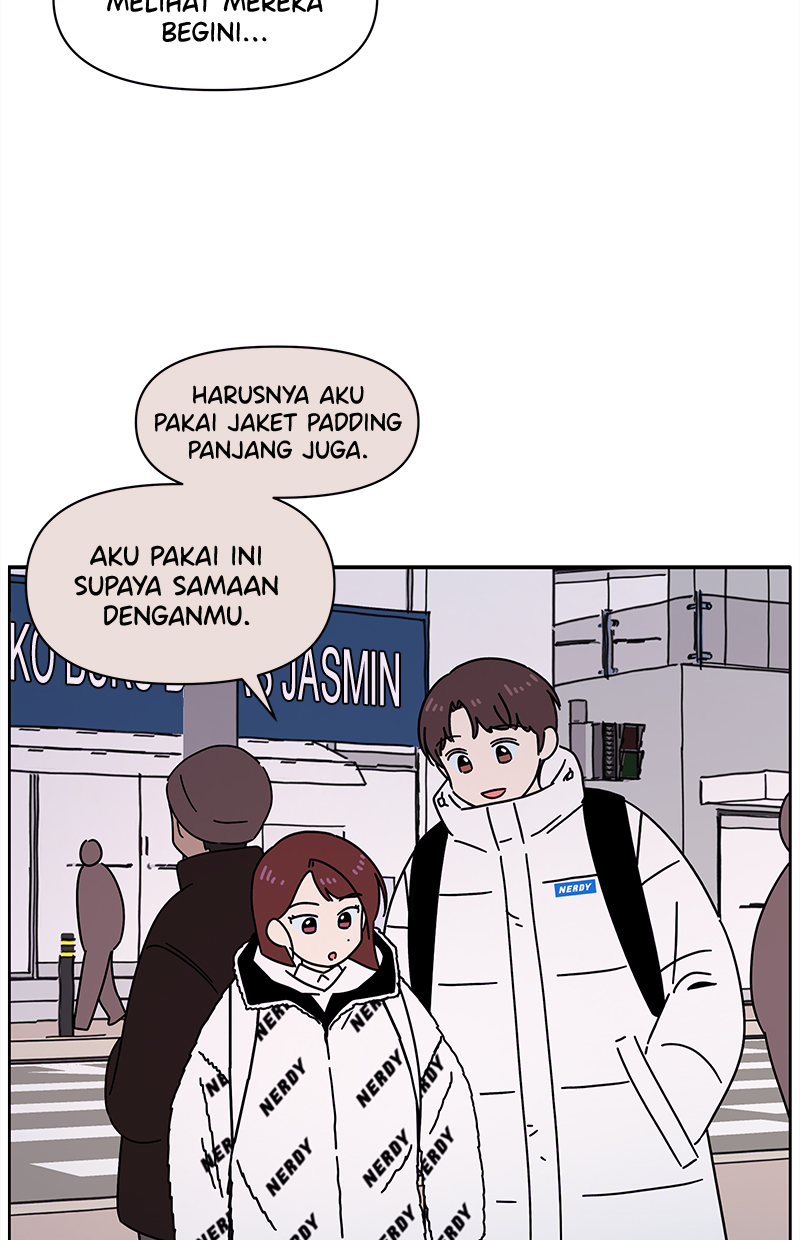 MELIHAT MEREKA
BEGINI...
HARUSNYA AKU
PAKAI JAKET PADDING
PANJANG JUGA.
AKU PAKAI INI
SUPAYA SAMAAN
DENGANMU.
JASMIN
NERDY
NERDY
NERDY
NERDY
NERDY